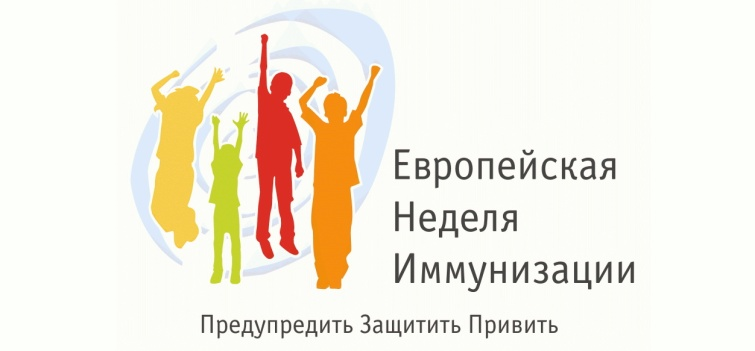 Европейская
Неделя
Иммунизации
Предупредить Защитить Привить